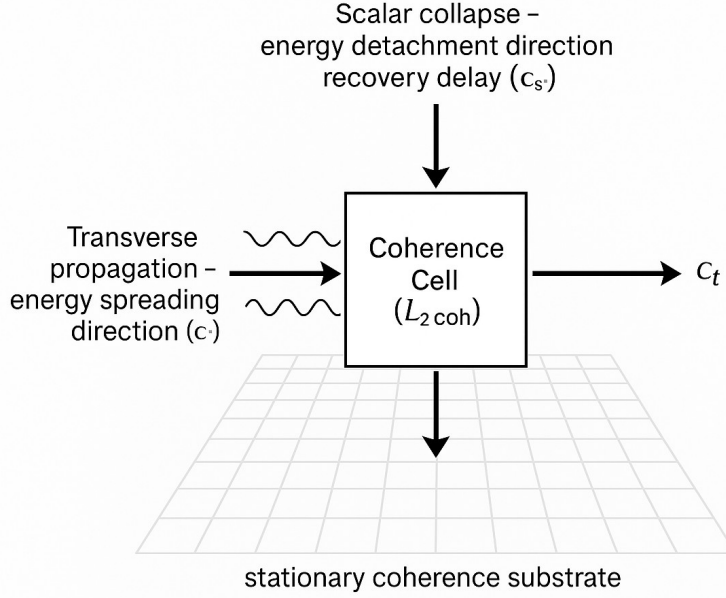 Scalar collapse –
energy detachment direction
recovery delay (cₛ·)
Transverse
propagation –
energy spreading
direction (c·)
Coherence
Cell
(L₂ coh)
Cₜ
stationary coherence substrate